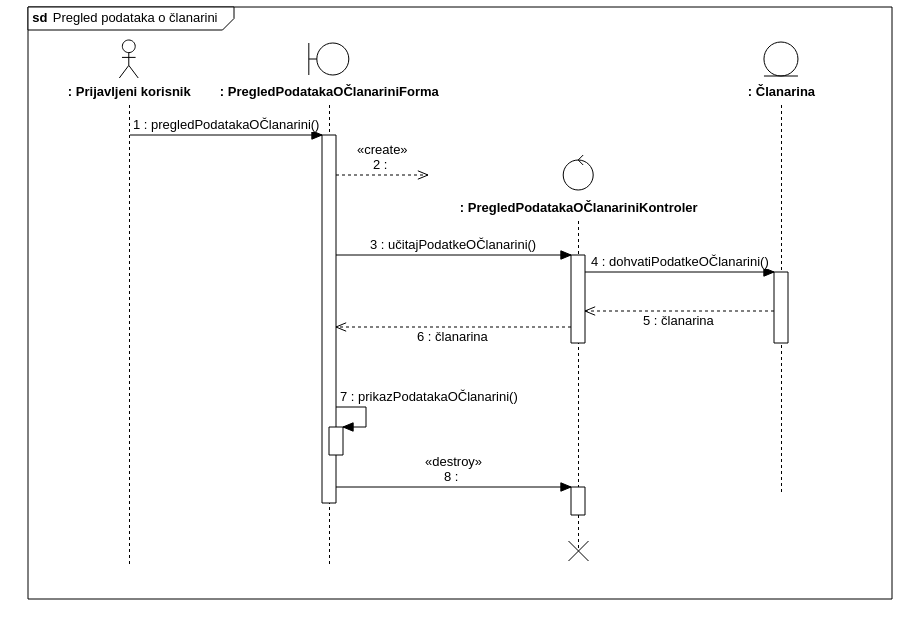 sd Pregled podataka o članarini
: Prijavljeni korisnik
: PregledPodatakaOČlanariniForma
: Članarina
1 : pregledPodatakaOČlanarini()
«create»
2 :
: PregledPodatakaOČlanariniKontroler
3 : učitajPodatkeOČlanarini()
4 : dohvatiPodatkeOČlanarini()
5 : članarina
6 : članarina
7 : prikazPodatakaOČlanarini()
«destroy»
8 :